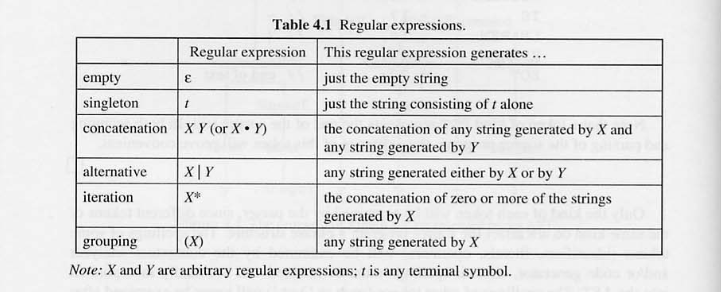 Table 4.1 Regular expressions.
Regular expression This regular expression generates ...
empty ε just the empty string
singleton t just the string consisting of t alone
concatenation X Y (or X • Y) the concatenation of any string generated by X and
any string generated by Y
alternative X | Y any string generated either by X or by Y
iteration X* the concatenation of zero or more of the strings
generated by X
grouping (X) any string generated by X
Note: X and Y are arbitrary regular expressions; t is any terminal symbol.